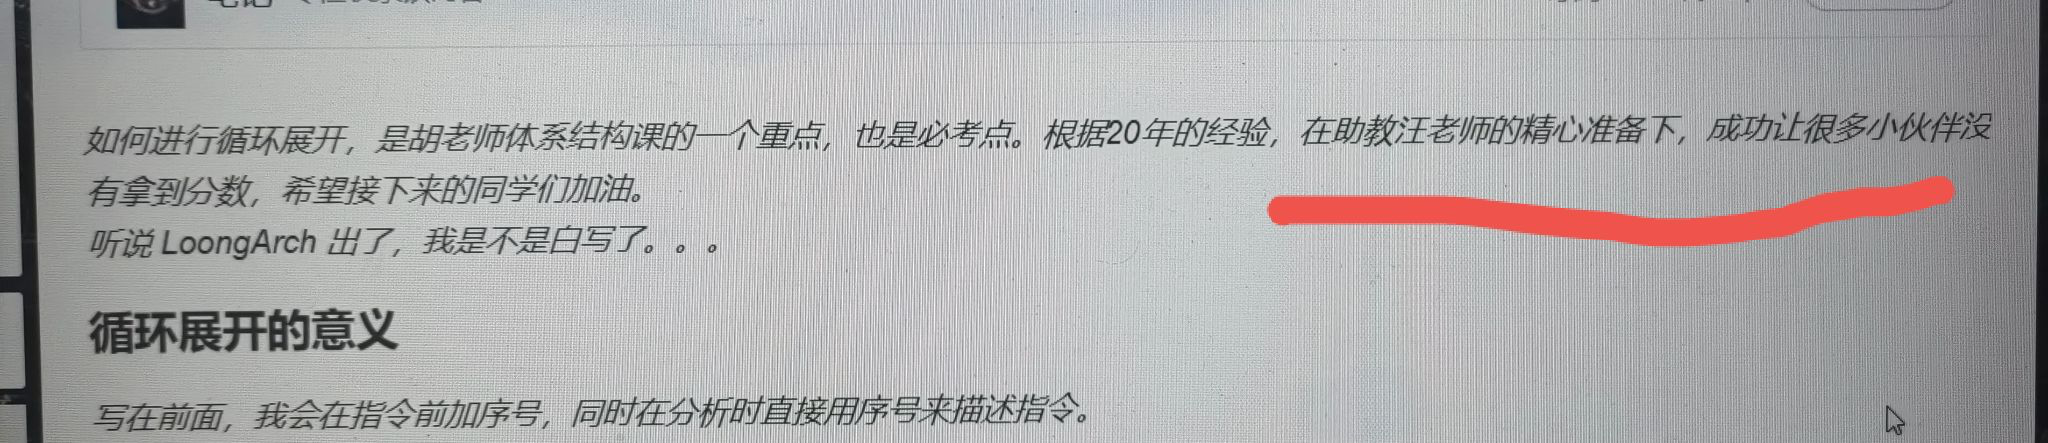 如何进行循环展开，是胡老师体系结构课的一个重点，也是必考点。根据20年的经验，在助教汪老师的精心准备下，成功让很多小伙伴没
有拿到分数，希望接下来的同学们加油。
听说 LoongArch 出了，我是不是白写了。。。
循环展开的意义
写在前面，我会在指令前加序号，同时在分析时直接用序号来描述指令。